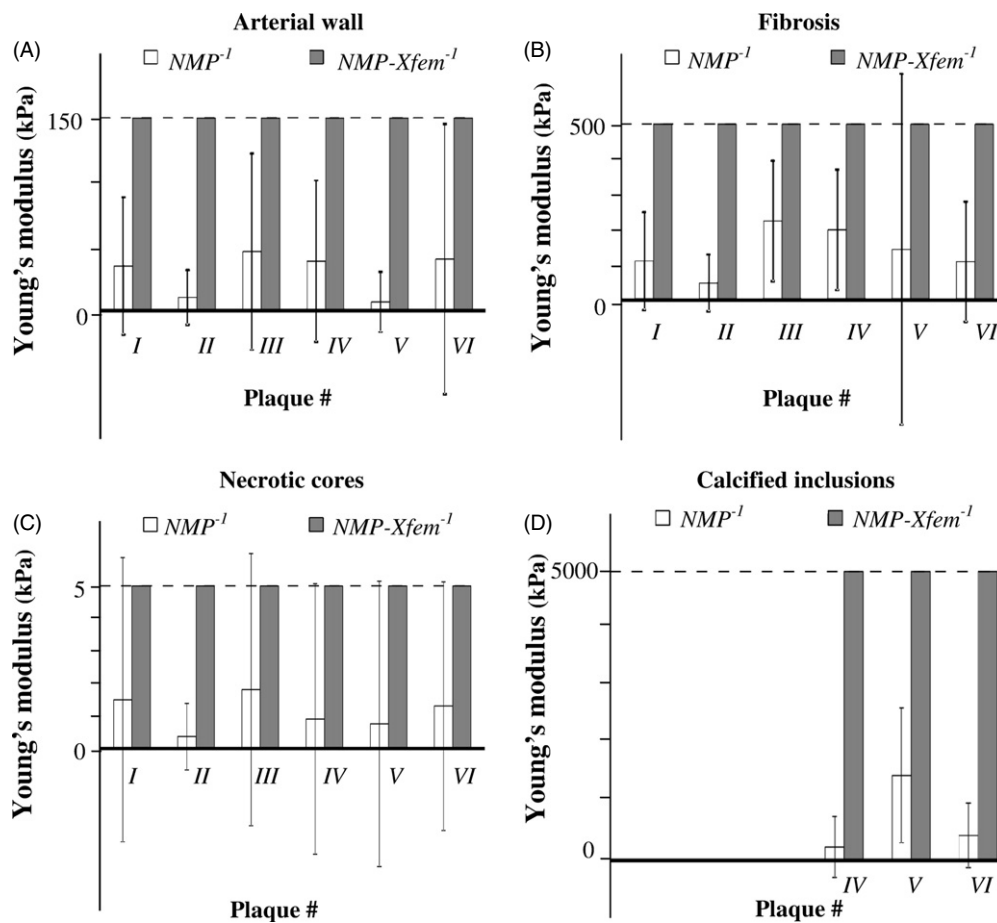 Arterial wall
(A)
NMP⁻¹ NMP-Xfem⁻¹
Young's modulus (kPa)
150
0
I II III IV V VI
Plaque #
Fibrosis
(B)
NMP⁻¹ NMP-Xfem⁻¹
Young's modulus (kPa)
500
0
I II III IV V VI
Plaque #
Necrotic cores
(C)
NMP⁻¹ NMP-Xfem⁻¹
Young's modulus (kPa)
5
0
I II III IV V VI
Plaque #
Calcified inclusions
(D)
NMP⁻¹ NMP-Xfem⁻¹
Young's modulus (kPa)
5000
0
IV V VI
Plaque #